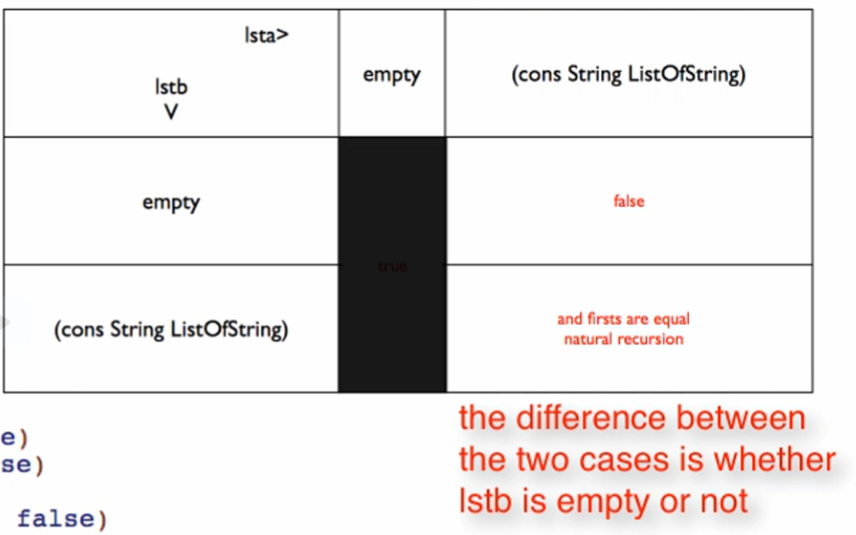 lsta>
lstb
V
empty
(cons String ListOfString)
empty
false
true
(cons String ListOfString)
and firsts are equal
natural recursion
e)
se)
false)
the difference between
the two cases is whether
lstb is empty or not